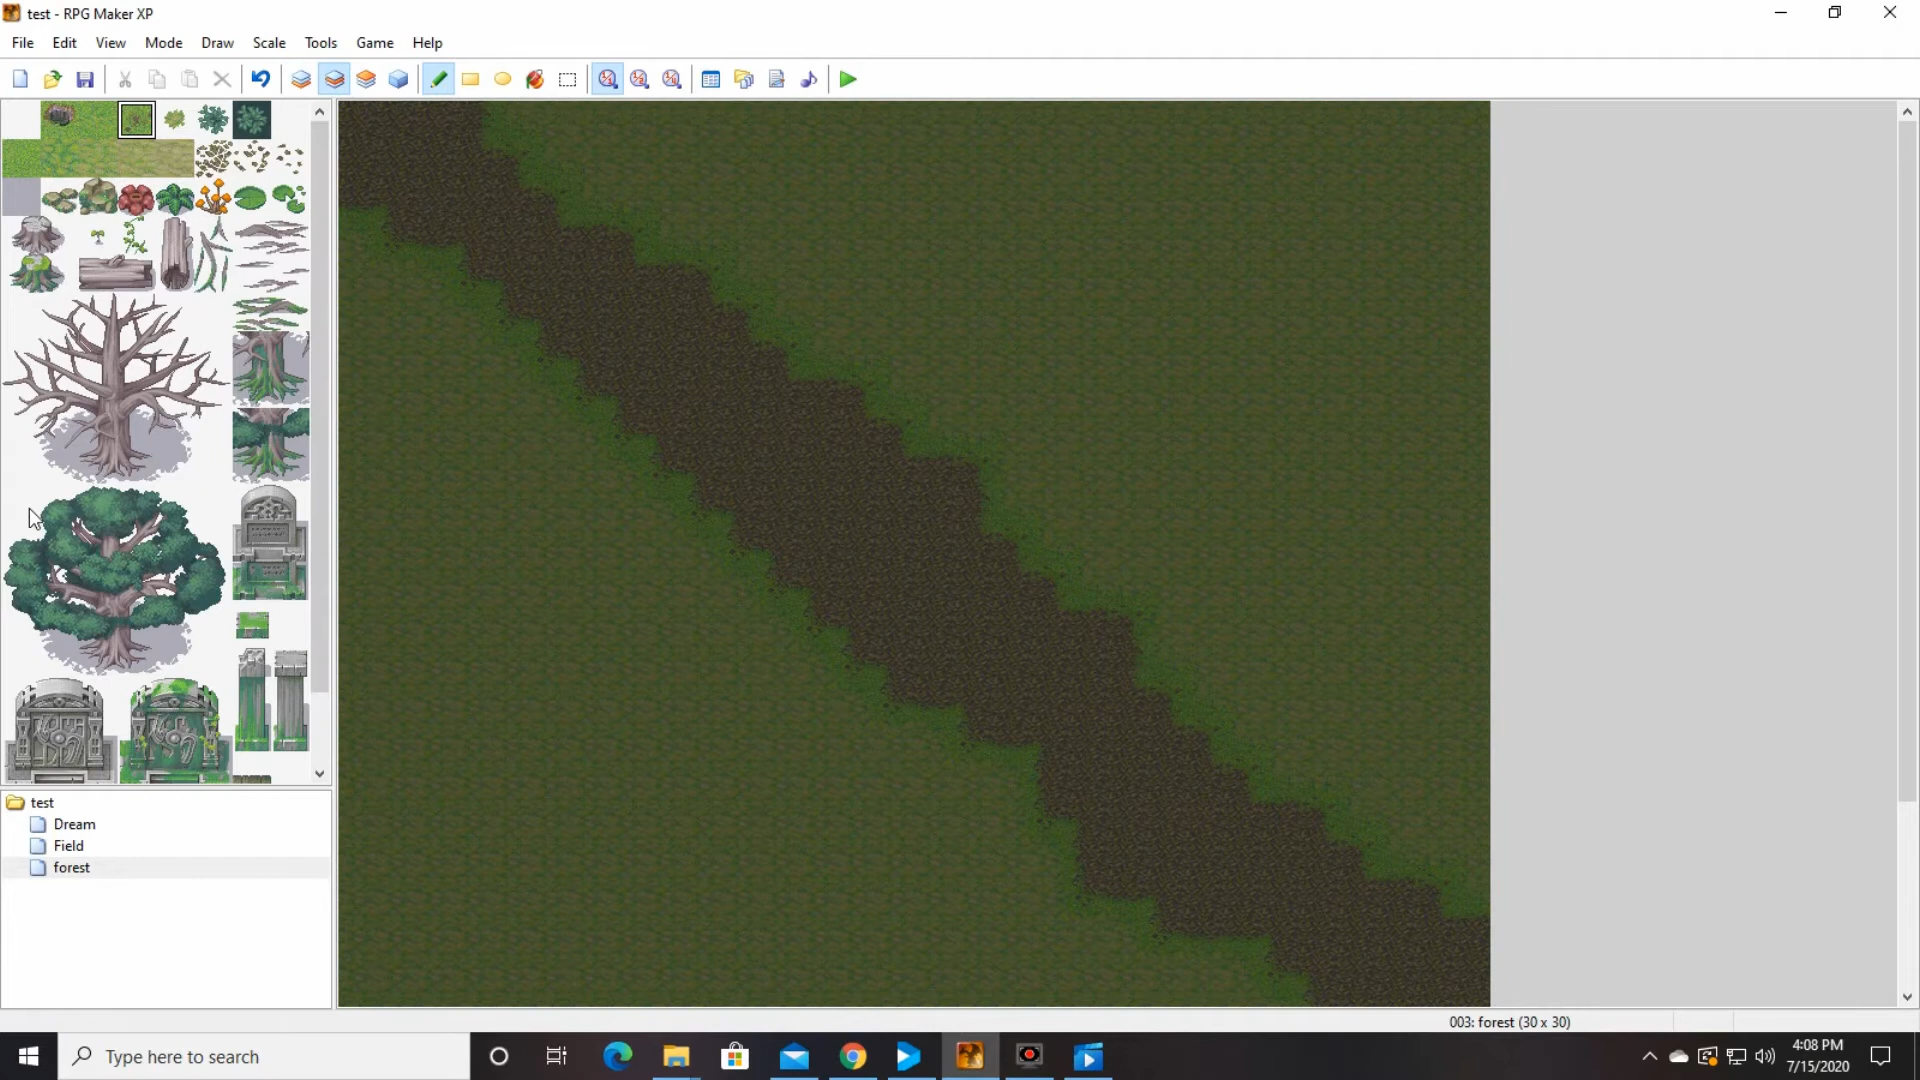 test - RPG Maker XP
File Edit View Mode Draw Scale Tools Game Help
test
Dream
Field
forest
003: forest (30 x 30)
Type here to search
4:08 PM
7/15/2020